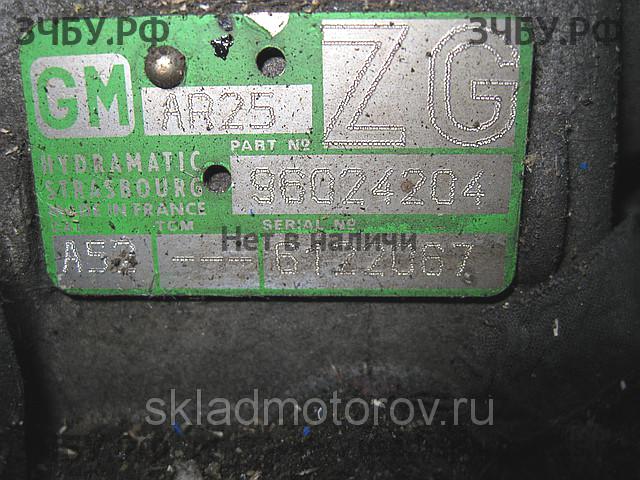 ЗЧБУ.РФ
ЗЧБУ.РФ
GM
AR25
ZG
PART Nº
HYDRAMATIC
STRASBOURG
MADE IN FRANCE
96024204
TCM
SERIAL Nº
Нет в наличи
A52
---
skladmotorov.ru